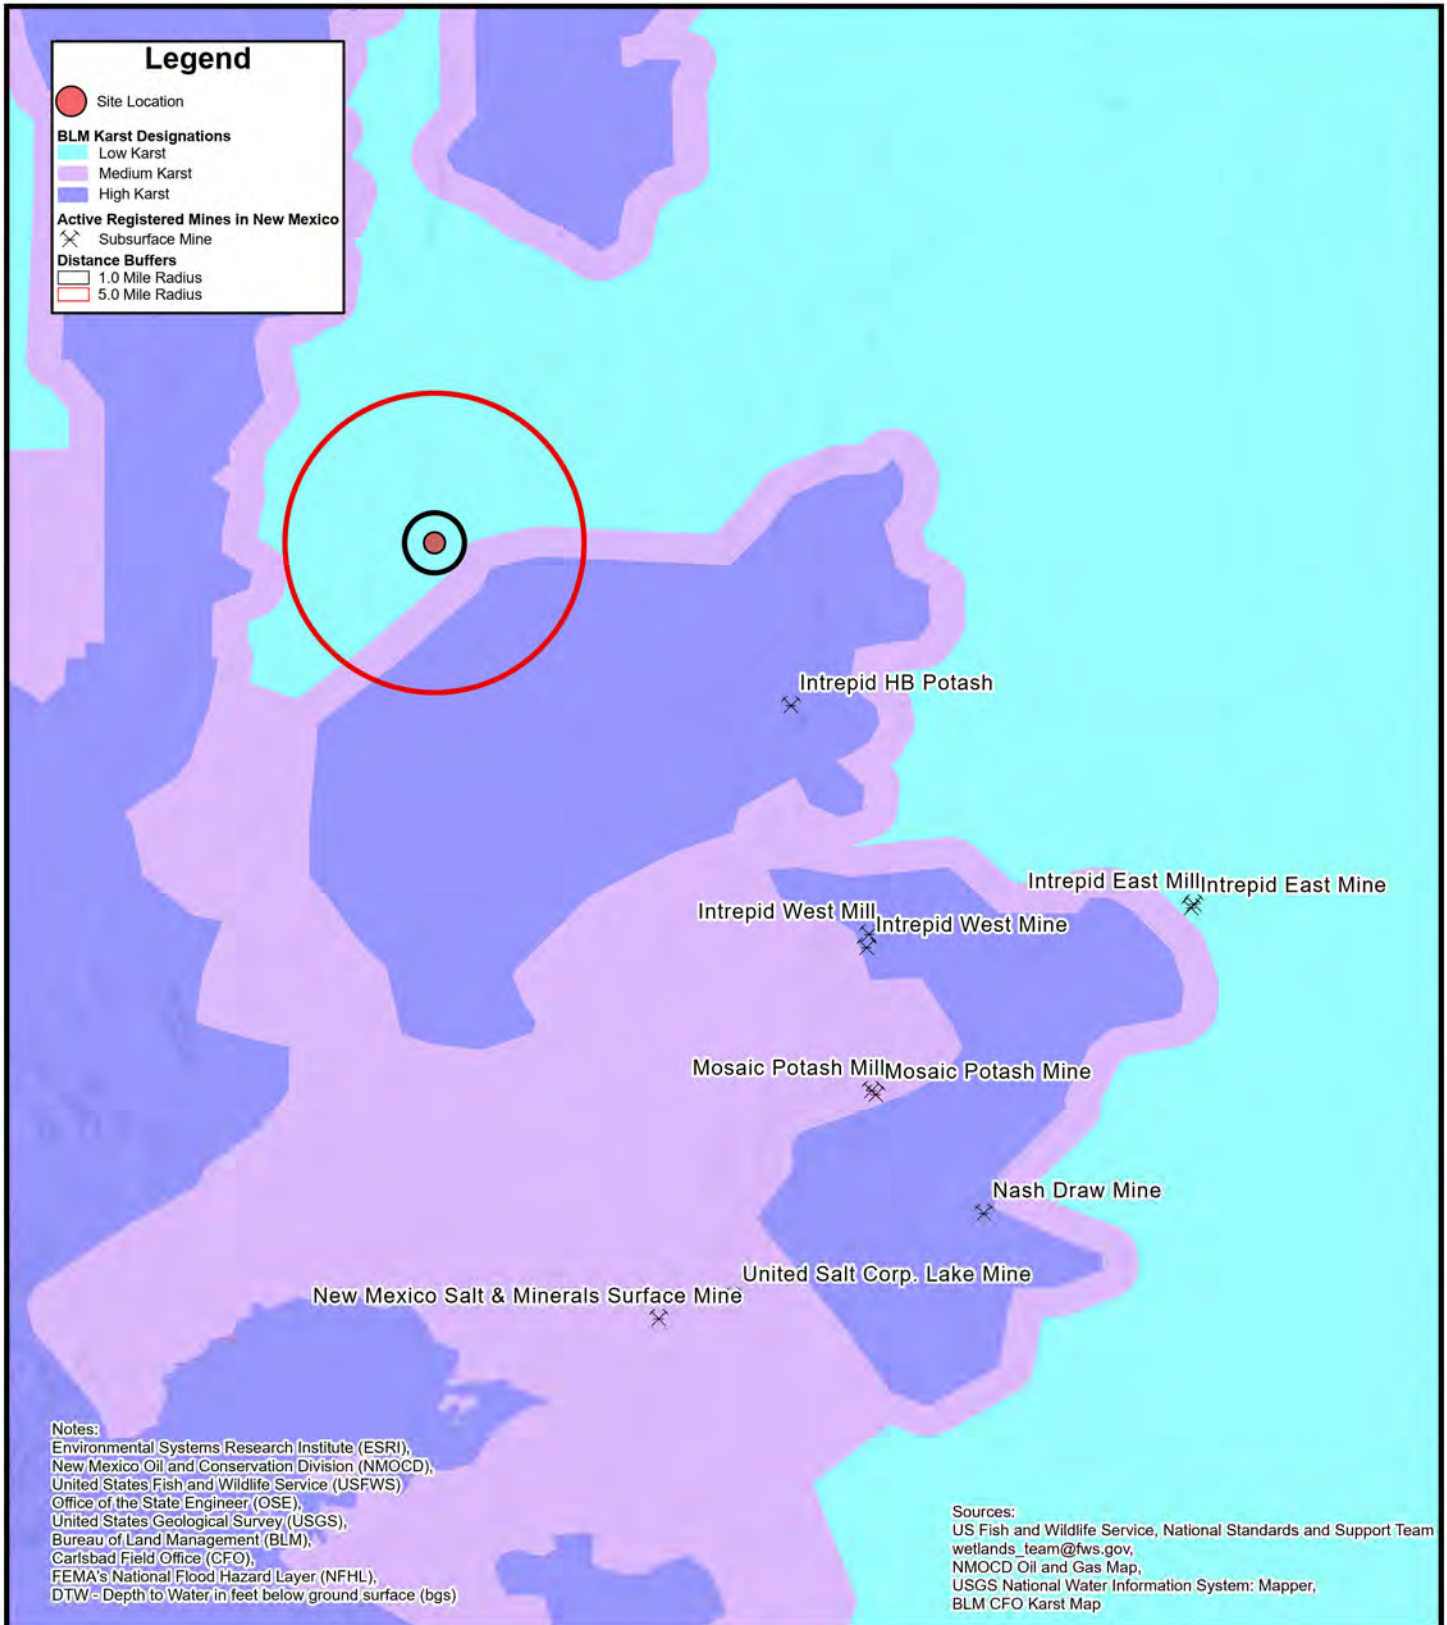 Legend
Site Location
BLM Karst Designations
Low Karst
Medium Karst
High Karst
Active Registered Mines in New Mexico
Subsurface Mine
Distance Buffers
1.0 Mile Radius
5.0 Mile Radius
Intrepid HB Potash
Intrepid East Mill
Intrepid East Mine
Intrepid West Mill
Intrepid West Mine
Mosaic Potash Mill
Mosaic Potash Mine
Nash Draw Mine
United Salt Corp. Lake Mine
New Mexico Salt & Minerals Surface Mine
Notes:
Environmental Systems Research Institute (ESRI),
New Mexico Oil and Conservation Division (NMOCD),
United States Fish and Wildlife Service (USFWS)
Office of the State Engineer (OSE),
United States Geological Survey (USGS),
Bureau of Land Management (BLM),
Carlsbad Field Office (CFO),
FEMA's National Flood Hazard Layer (NFHL),
DTW - Depth to Water in feet below ground surface (bgs)
Sources:
US Fish and Wildlife Service, National Standards and Support Team
wetlands_team@fws.gov,
NMOCD Oil and Gas Map,
USGS National Water Information System: Mapper,
BLM CFO Karst Map